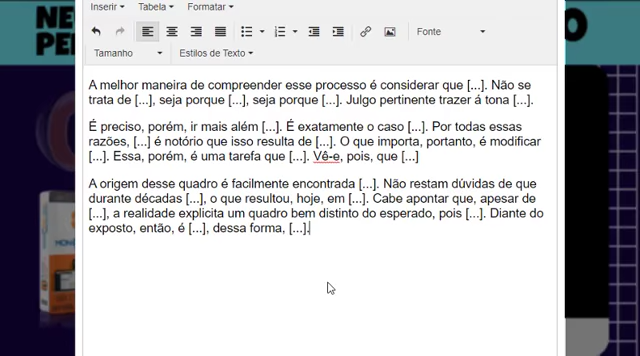 Inserir Tabela Formatar
Fonte
Tamanho Estilos de Texto
A melhor maneira de compreender esse processo é considerar que [...]. Não se
trata de [...], seja porque [...], seja porque [...]. Julgo pertinente trazer á tona [...].
É preciso, porém, ir mais além [...]. É exatamente o caso [...]. Por todas essas
razões, [...] é notório que isso resulta de [...]. O que importa, portanto, é modificar
[...]. Essa, porém, é uma tarefa que [...]. Vê-e, pois, que [...]
A origem desse quadro é facilmente encontrada [...]. Não restam dúvidas de que
durante décadas [...], o que resultou, hoje, em [...]. Cabe apontar que, apesar de
[...], a realidade explicita um quadro bem distinto do esperado, pois [...]. Diante do
exposto, então, é [...], dessa forma, [...].